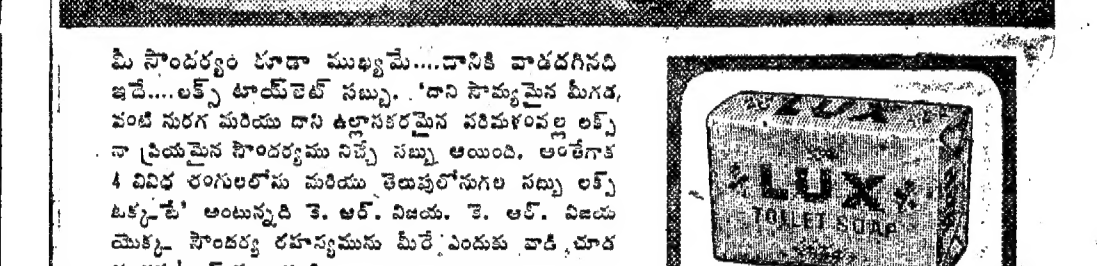 మీ సౌందర్యం కూడా ముఖ్యమే....దానికి వాడదగినది
ఇదే....లక్స్ టాయ్‌లెట్ సబ్బు. 'దాని సౌమ్యమైన మీగడ,
వంటి నురగ మరియు దాని ఉల్లాసకరమైన పరిమళంవల్ల లక్స్
నా ప్రియమైన సౌందర్యము నిచ్చే సబ్బు అయింది. అంతేగాక
4 వివిధ రంగులలోను మరియు తెలుపులోనుగల సబ్బు లక్స్
ఒక్కటే' అంటున్నది కె. ఆర్. విజయ. కె. ఆర్. విజయ
యొక్క సౌందర్య రహస్యమును మీరే ఎందుకు వాడి చూడ
LUX
LUX
TOILET SOAP